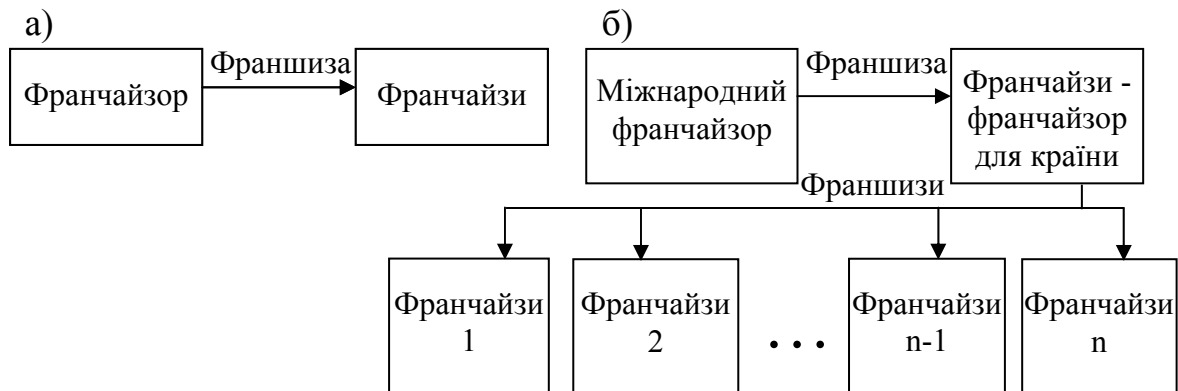 а)
Франчайзор
Франшиза
Франчайзи
б)
Міжнародний
франчайзор
Франшиза
Франчайзи -
франчайзор
для країни
Франшизи
Франчайзи
1
Франчайзи
2
• • •
Франчайзи
n-1
Франчайзи
n